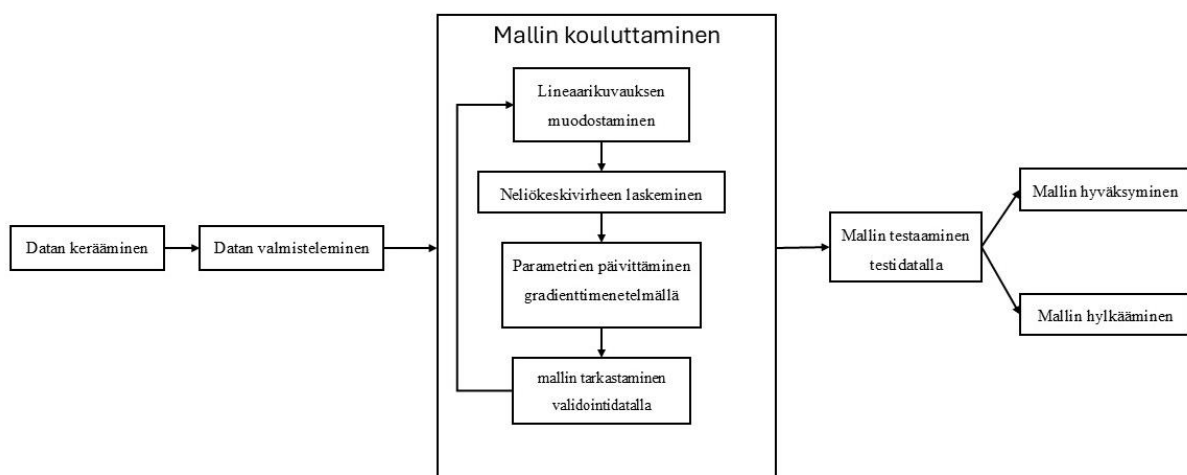 Datan kerääminen
Datan valmisteleminen
Mallin kouluttaminen
Lineaarikuvauksen
muodostaminen
Neliökeskivirheen laskeminen
Parametrien päivittäminen
gradienttimenetelmällä
mallin tarkastaminen
validointidatalla
Mallin testaaminen
testidatalla
Mallin hyväksyminen
Mallin hylkääminen